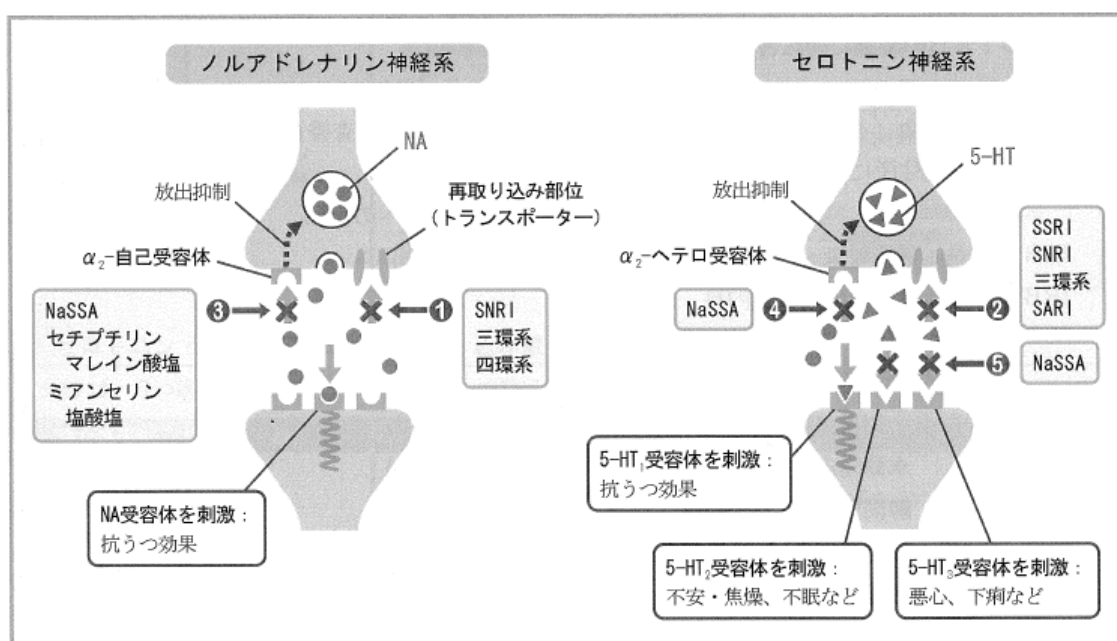 ノルアドレナリン神経系
NA
放出抑制
再取り込み部位
(トランスポーター)
α₂-自己受容体
❸
NaSSA
セチプチリン
マレイン酸塩
ミアンセリン
塩酸塩
❶
SNRI
三環系
四環系
NA受容体を刺激：
抗うつ効果
セロトニン神経系
5-HT
放出抑制
α₂-ヘテロ受容体
SSRI
SNRI
三環系
SARI
❷
NaSSA
❹
❺
NaSSA
5-HT₁受容体を刺激：
抗うつ効果
5-HT₂受容体を刺激：
不安・焦燥、不眠など
5-HT₃受容体を刺激：
悪心、下痢など